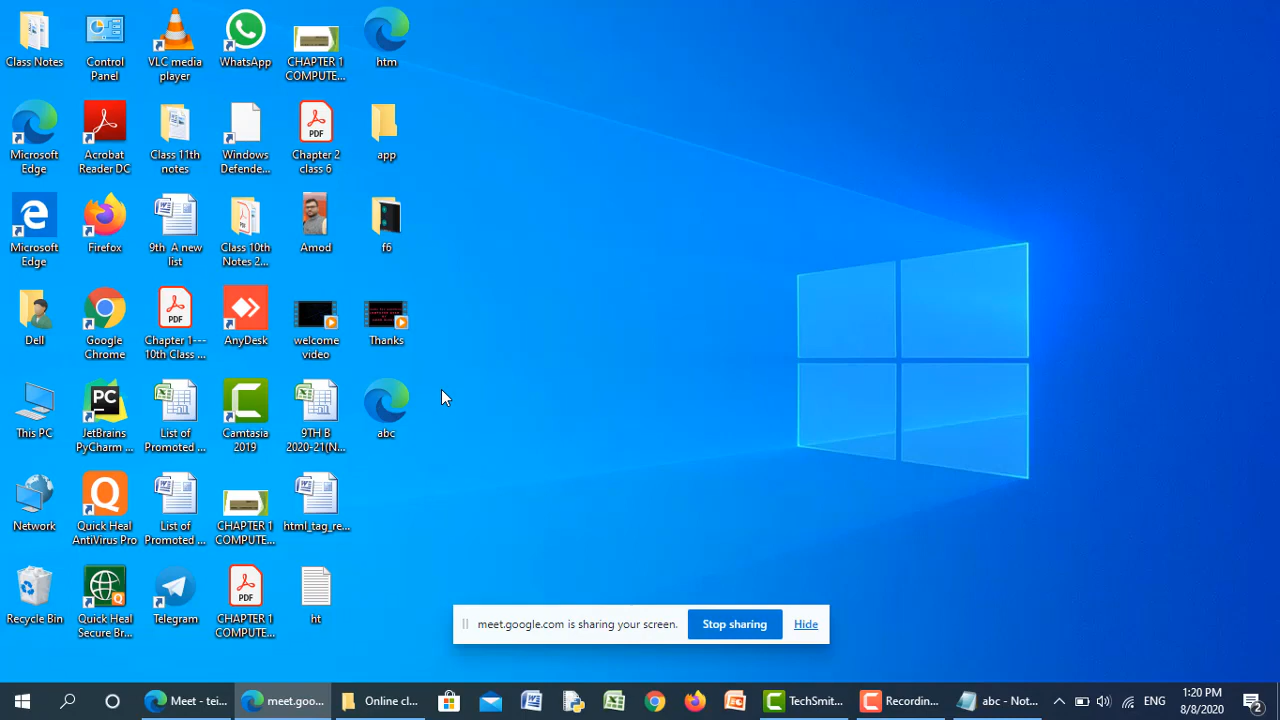 Class Notes
Control
Panel
VLC media
player
WhatsApp
CHAPTER 1
COMPUTE...
htm
Microsoft
Edge
Acrobat
Reader DC
Class 11th
notes
Windows
Defende...
PDF
Chapter 2
class 6
app
Microsoft
Edge
Firefox
9th A new
list
Class 10th
Notes 2...
Amod
f6
Dell
Google
Chrome
PDF
Chapter 1---
10th Class ...
AnyDesk
welcome
video
Thanks
This PC
PC
JetBrains
PyCharm ...
List of
Promoted ...
Camtasia
2019
9TH B
2020-21(N...
abc
Network
Quick Heal
AntiVirus Pro
List of
Promoted ...
CHAPTER 1
COMPUTE...
html_tag_re...
Recycle Bin
Quick Heal
Secure Br...
Telegram
PDF
CHAPTER 1
COMPUTE...
ht
meet.google.com is sharing your screen.
Stop sharing
Hide
Meet - tei...
meet.goo...
Online cl...
TechSmit...
Recordin...
abc - Not...
ENG
1:20 PM
8/8/2020
2